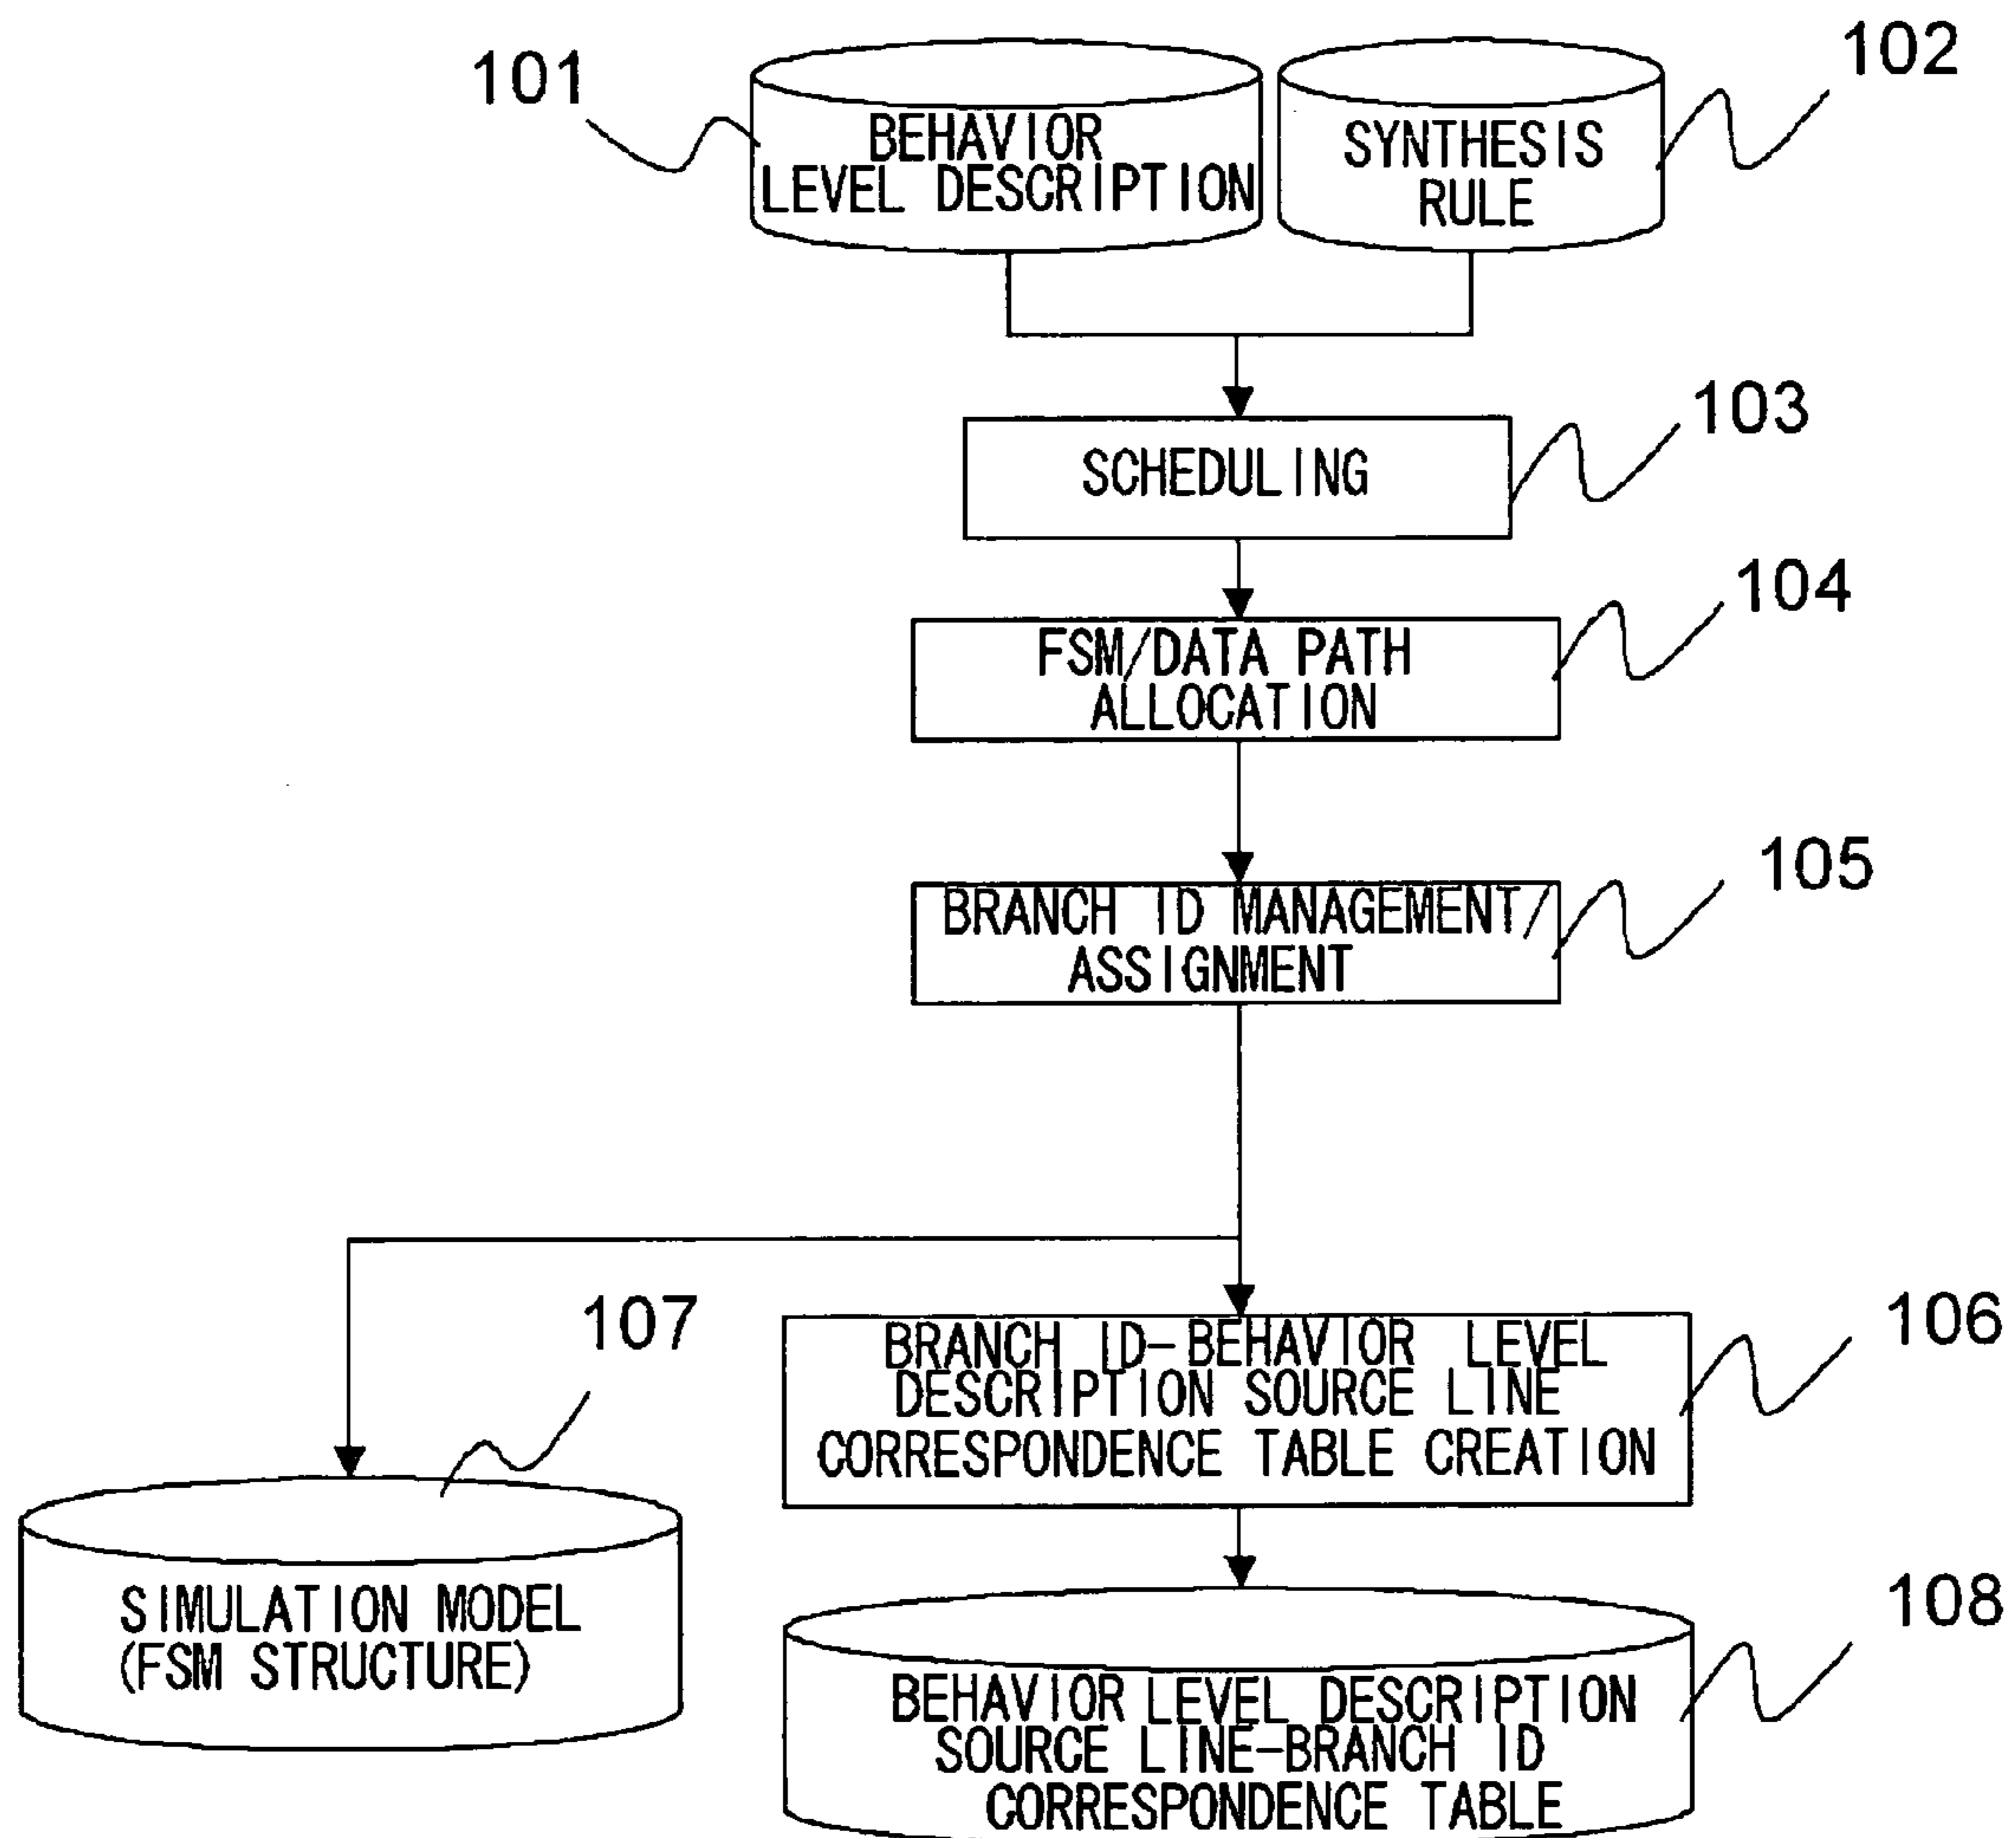 101
BEHAVIOR
LEVEL DESCRIPTION
102
SYNTHESIS
RULE
103
SCHEDULING
104
FSM/DATA PATH
ALLOCATION
105
BRANCH ID MANAGEMENT/
ASSIGNMENT
106
BRANCH ID-BEHAVIOR LEVEL
DESCRIPTION SOURCE LINE
CORRESPONDENCE TABLE CREATION
107
SIMULATION MODEL
(FSM STRUCTURE)
108
BEHAVIOR LEVEL DESCRIPTION
SOURCE LINE-BRANCH ID
CORRESPONDENCE TABLE